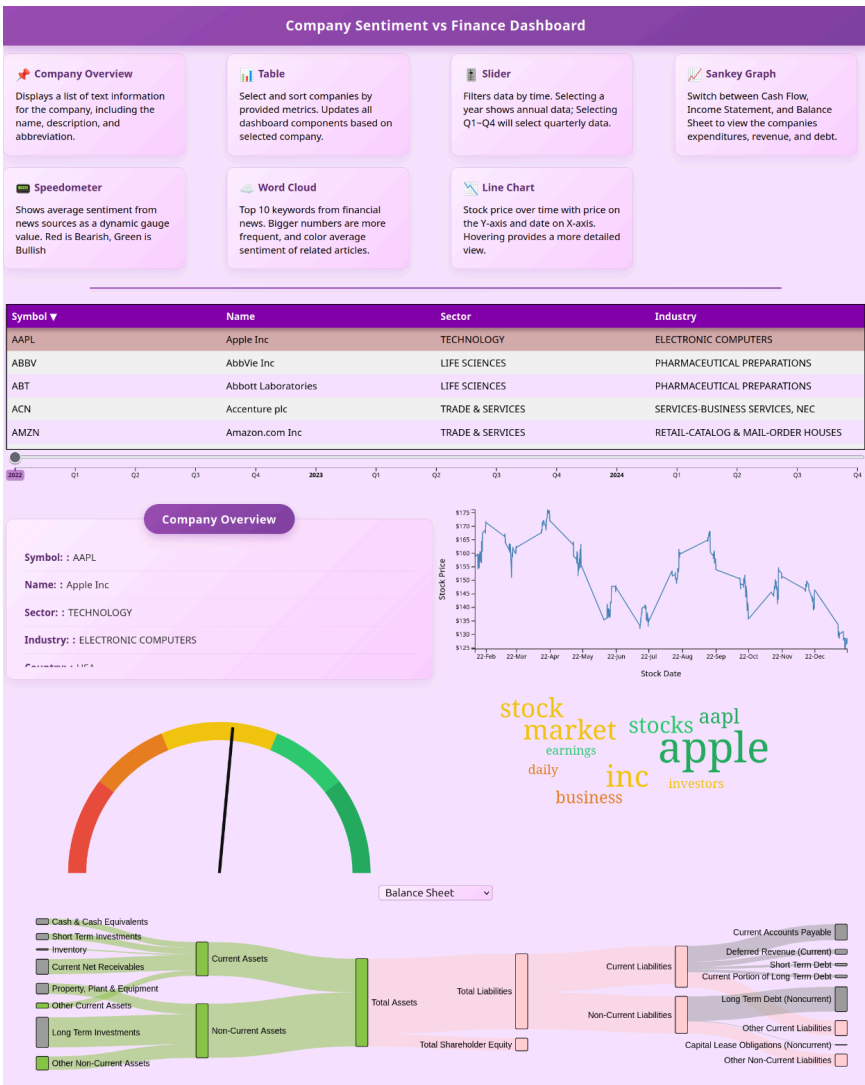 Company Sentiment vs Finance Dashboard
📌 Company Overview
Displays a list of text information
for the company, including the
name, description, and
abbreviation.
📊 Table
Select and sort companies by
provided metrics. Updates all
dashboard components based on
selected company.
🎚️ Slider
Filters data by time. Selecting a
year shows annual data; Selecting
Q1~Q4 will select quarterly data.
📈 Sankey Graph
Switch between Cash Flow,
Income Statement, and Balance
Sheet to view the companies
expenditures, revenue, and debt.
📟 Speedometer
Shows average sentiment from
news sources as a dynamic gauge
value. Red is Bearish, Green is
Bullish
☁️ Word Cloud
Top 10 keywords from financial
news. Bigger numbers are more
frequent, and color average
sentiment of related articles.
📉 Line Chart
Stock price over time with price on
the Y-axis and date on X-axis.
Hovering provides a more detailed
view.
Symbol ▼ Name Sector Industry
AAPL Apple Inc TECHNOLOGY ELECTRONIC COMPUTERS
ABBV AbbVie Inc LIFE SCIENCES PHARMACEUTICAL PREPARATIONS
ABT Abbott Laboratories LIFE SCIENCES PHARMACEUTICAL PREPARATIONS
ACN Accenture plc TRADE & SERVICES SERVICES-BUSINESS SERVICES, NEC
AMZN Amazon.com Inc TRADE & SERVICES RETAIL-CATALOG & MAIL-ORDER HOUSES
2022 Q1 Q2 Q3 Q4 2023 Q1 Q2 Q3 Q4 2024 Q1 Q2 Q3 Q4
Company Overview
Symbol: : AAPL
Name: : Apple Inc
Sector: : TECHNOLOGY
Industry: : ELECTRONIC COMPUTERS
Country: : USA
Stock Price
$175
$170
$165
$160
$155
$150
$145
$140
$135
$130
$125
22-Feb 22-Mar 22-Apr 22-May 22-Jun 22-Jul 22-Aug 22-Sep 22-Oct 22-Nov 22-Dec
Stock Date
stock
market
stocks
aapl
earnings
apple
daily
inc
investors
business
Balance Sheet
Cash & Cash Equivalents
Short Term Investments
Inventory
Current Net Receivables
Property, Plant & Equipment
Other Current Assets
Long Term Investments
Other Non-Current Assets
Current Assets
Non-Current Assets
Total Assets
Total Liabilities
Total Shareholder Equity
Current Liabilities
Non-Current Liabilities
Current Accounts Payable
Deferred Revenue (Current)
Short Term Debt
Current Portion of Long Term Debt
Long Term Debt (Noncurrent)
Other Current Liabilities
Capital Lease Obligations (Noncurrent)
Other Non-Current Liabilities